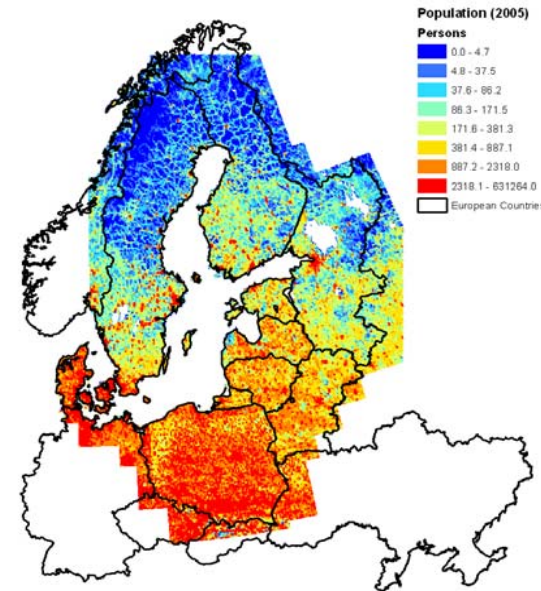 Population (2005)
Persons
0.0 - 4.7
4.8 - 37.5
37.6 - 86.2
86.3 - 171.5
171.6 - 381.3
381.4 - 887.1
887.2 - 2318.0
2318.1 - 631264.0
European Countries